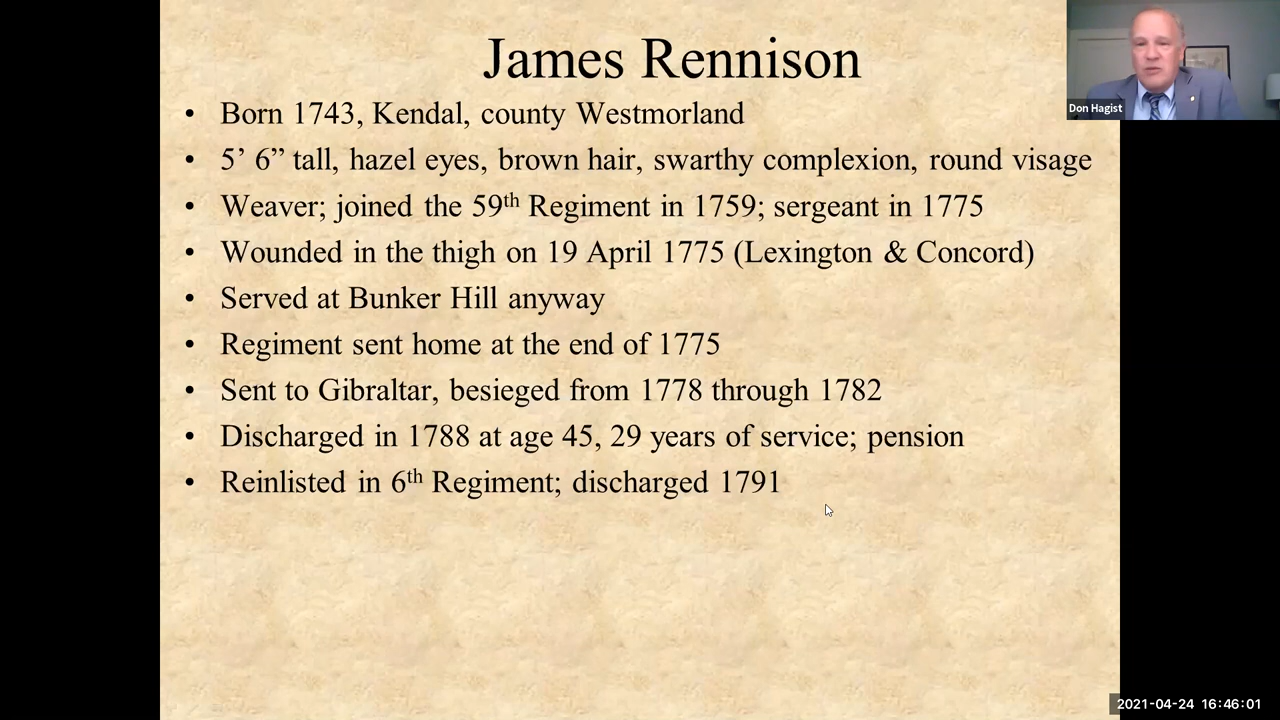 James Rennison
• Born 1743, Kendal, county Westmorland
• 5’ 6” tall, hazel eyes, brown hair, swarthy complexion, round visage
• Weaver; joined the 59th Regiment in 1759; sergeant in 1775
• Wounded in the thigh on 19 April 1775 (Lexington & Concord)
• Served at Bunker Hill anyway
• Regiment sent home at the end of 1775
• Sent to Gibraltar, besieged from 1778 through 1782
• Discharged in 1788 at age 45, 29 years of service; pension
• Reinlisted in 6th Regiment; discharged 1791
Don Hagist
2021-04-24 16:46:01